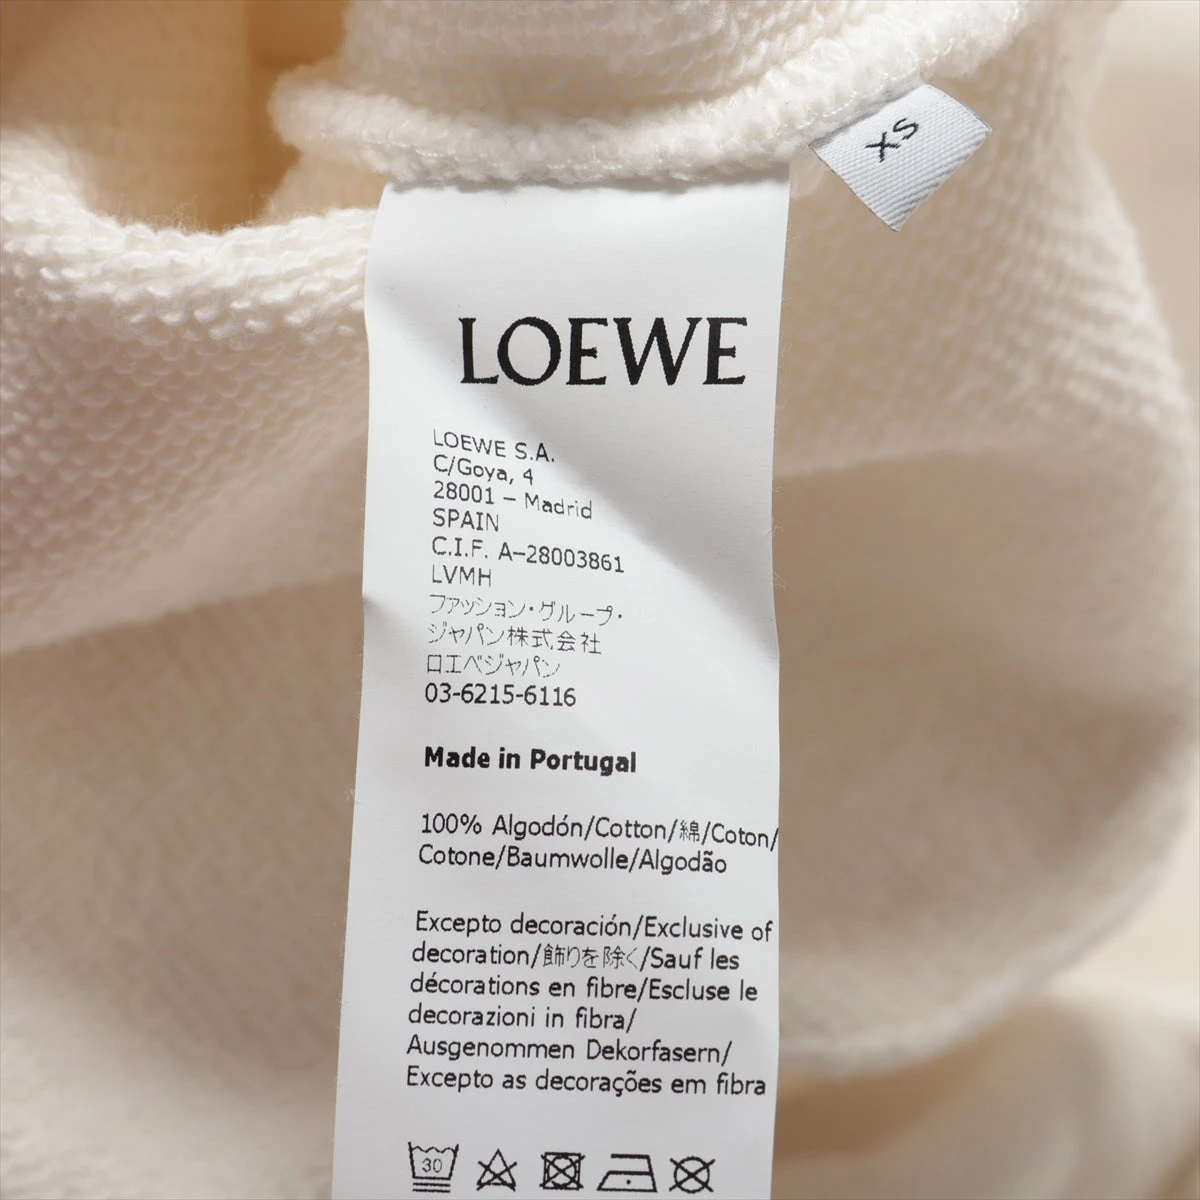 XS
LOEWE
LOEWE S.A.
C/Goya, 4
28001 – Madrid
SPAIN
C.I.F. A–28003861
LVMH
ファッション・グループ・
ジャパン株式会社
ロエベジャパン
03-6215-6116
Made in Portugal
100% Algodón/Cotton/綿/Coton/
Cotone/Baumwolle/Algodão
Excepto decoración/Exclusive of
decoration/飾りを除く/Sauf les
décorations en fibre/Escluse le
decorazioni in fibra/
Ausgenommen Dekorfasern/
Excepto as decorações em fibra
30